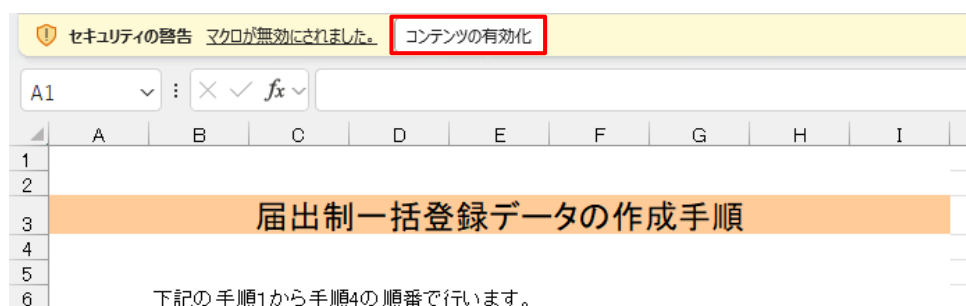 セキュリティの警告 マクロが無効にされました。 コンテンツの有効化
A1 fx
A B C D E F G H I
1
2
3 届出制一括登録データの作成手順
4
5
6 下記の手順1から手順4の順番で行います。